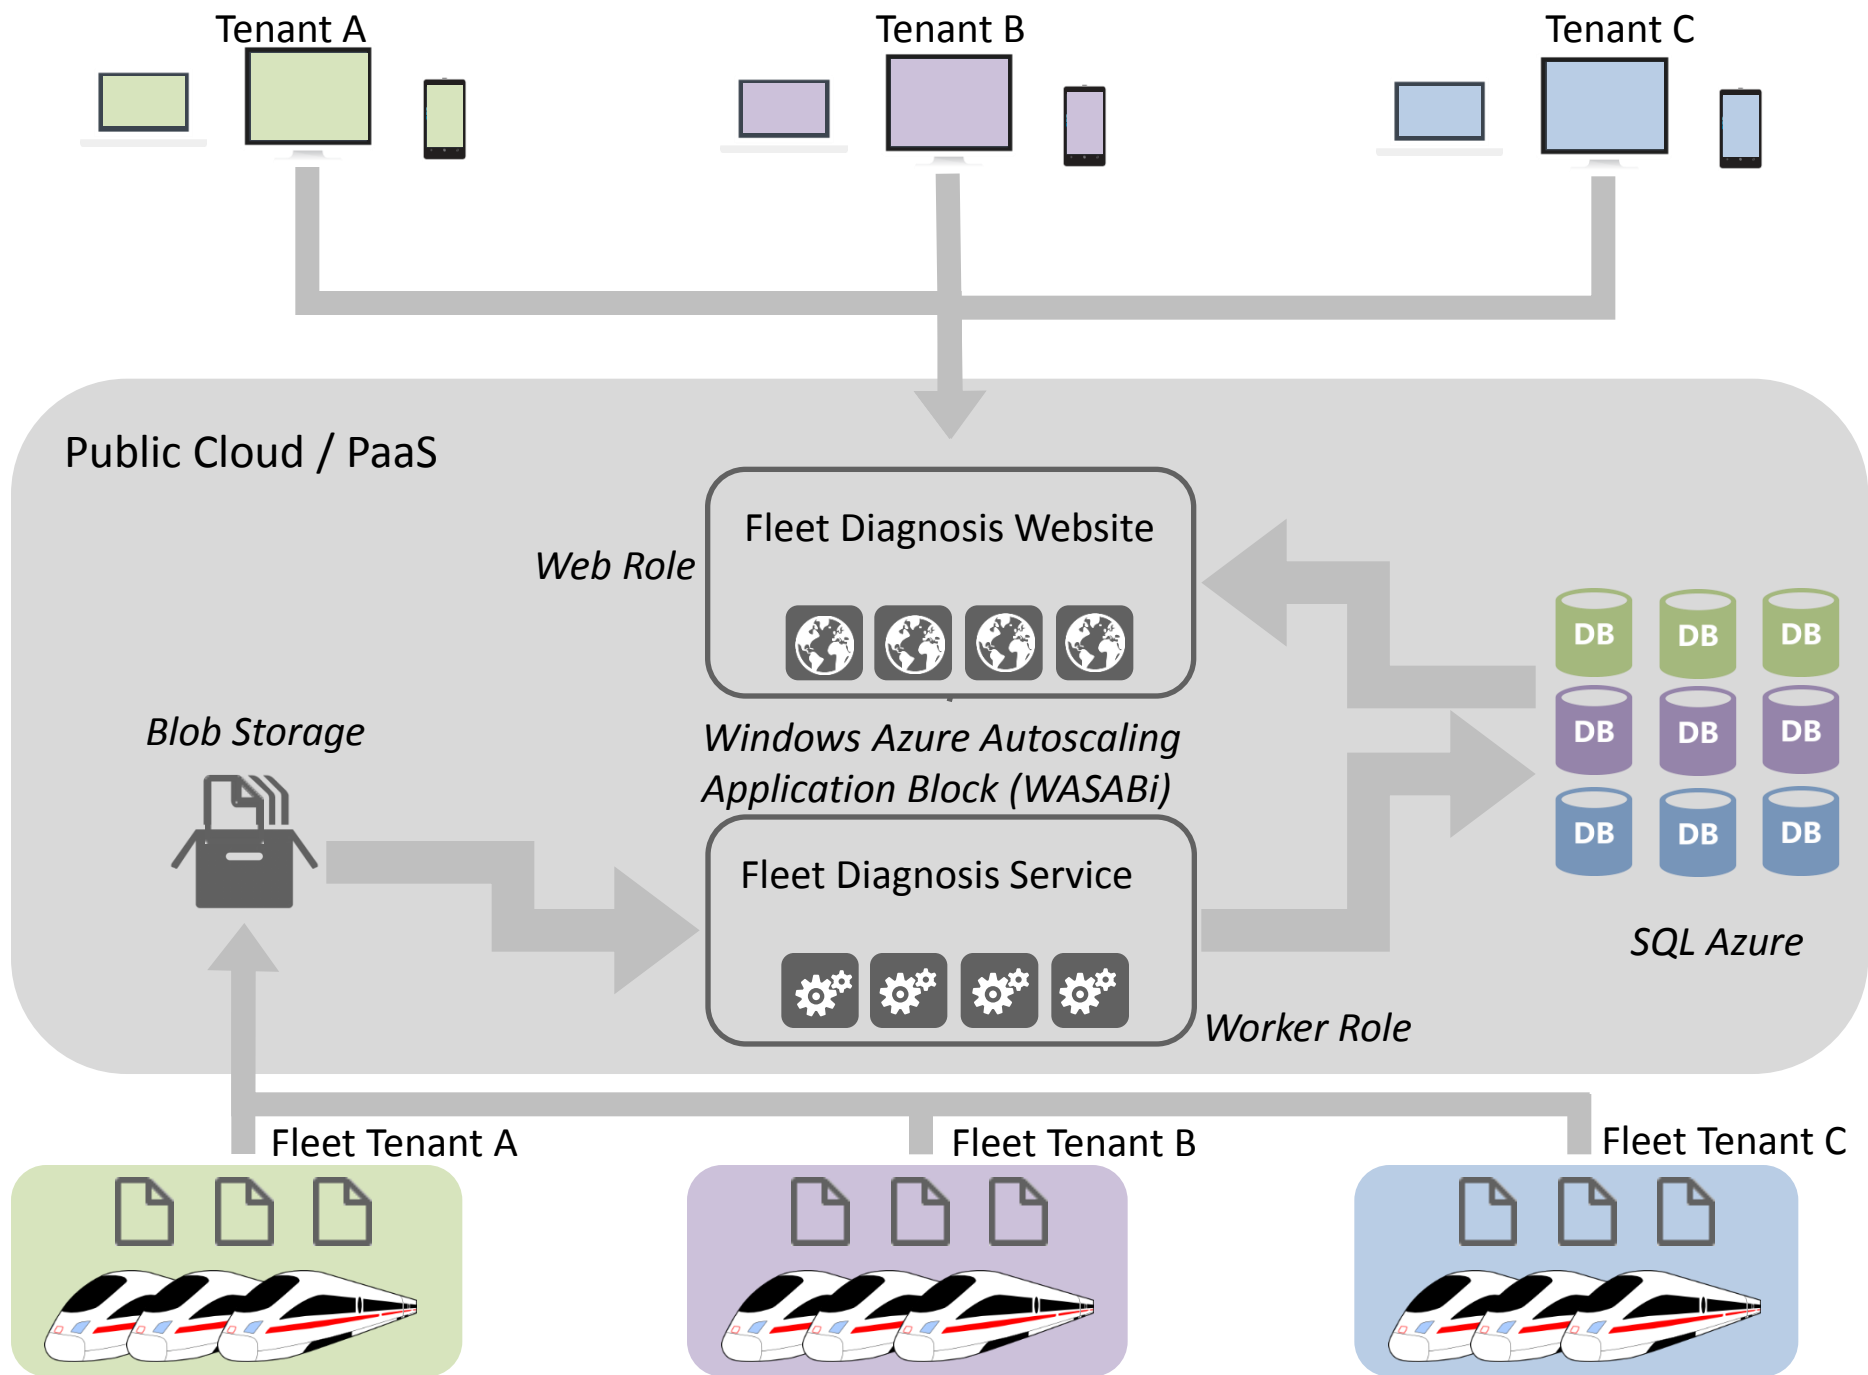 Tenant A
Tenant B
Tenant C
Public Cloud / PaaS
Fleet Diagnosis Website
Web Role
DB DB DB
DB DB DB
DB DB DB
Blob Storage
Windows Azure Autoscaling
Application Block (WASABi)
Fleet Diagnosis Service
SQL Azure
Worker Role
Fleet Tenant A
Fleet Tenant B
Fleet Tenant C